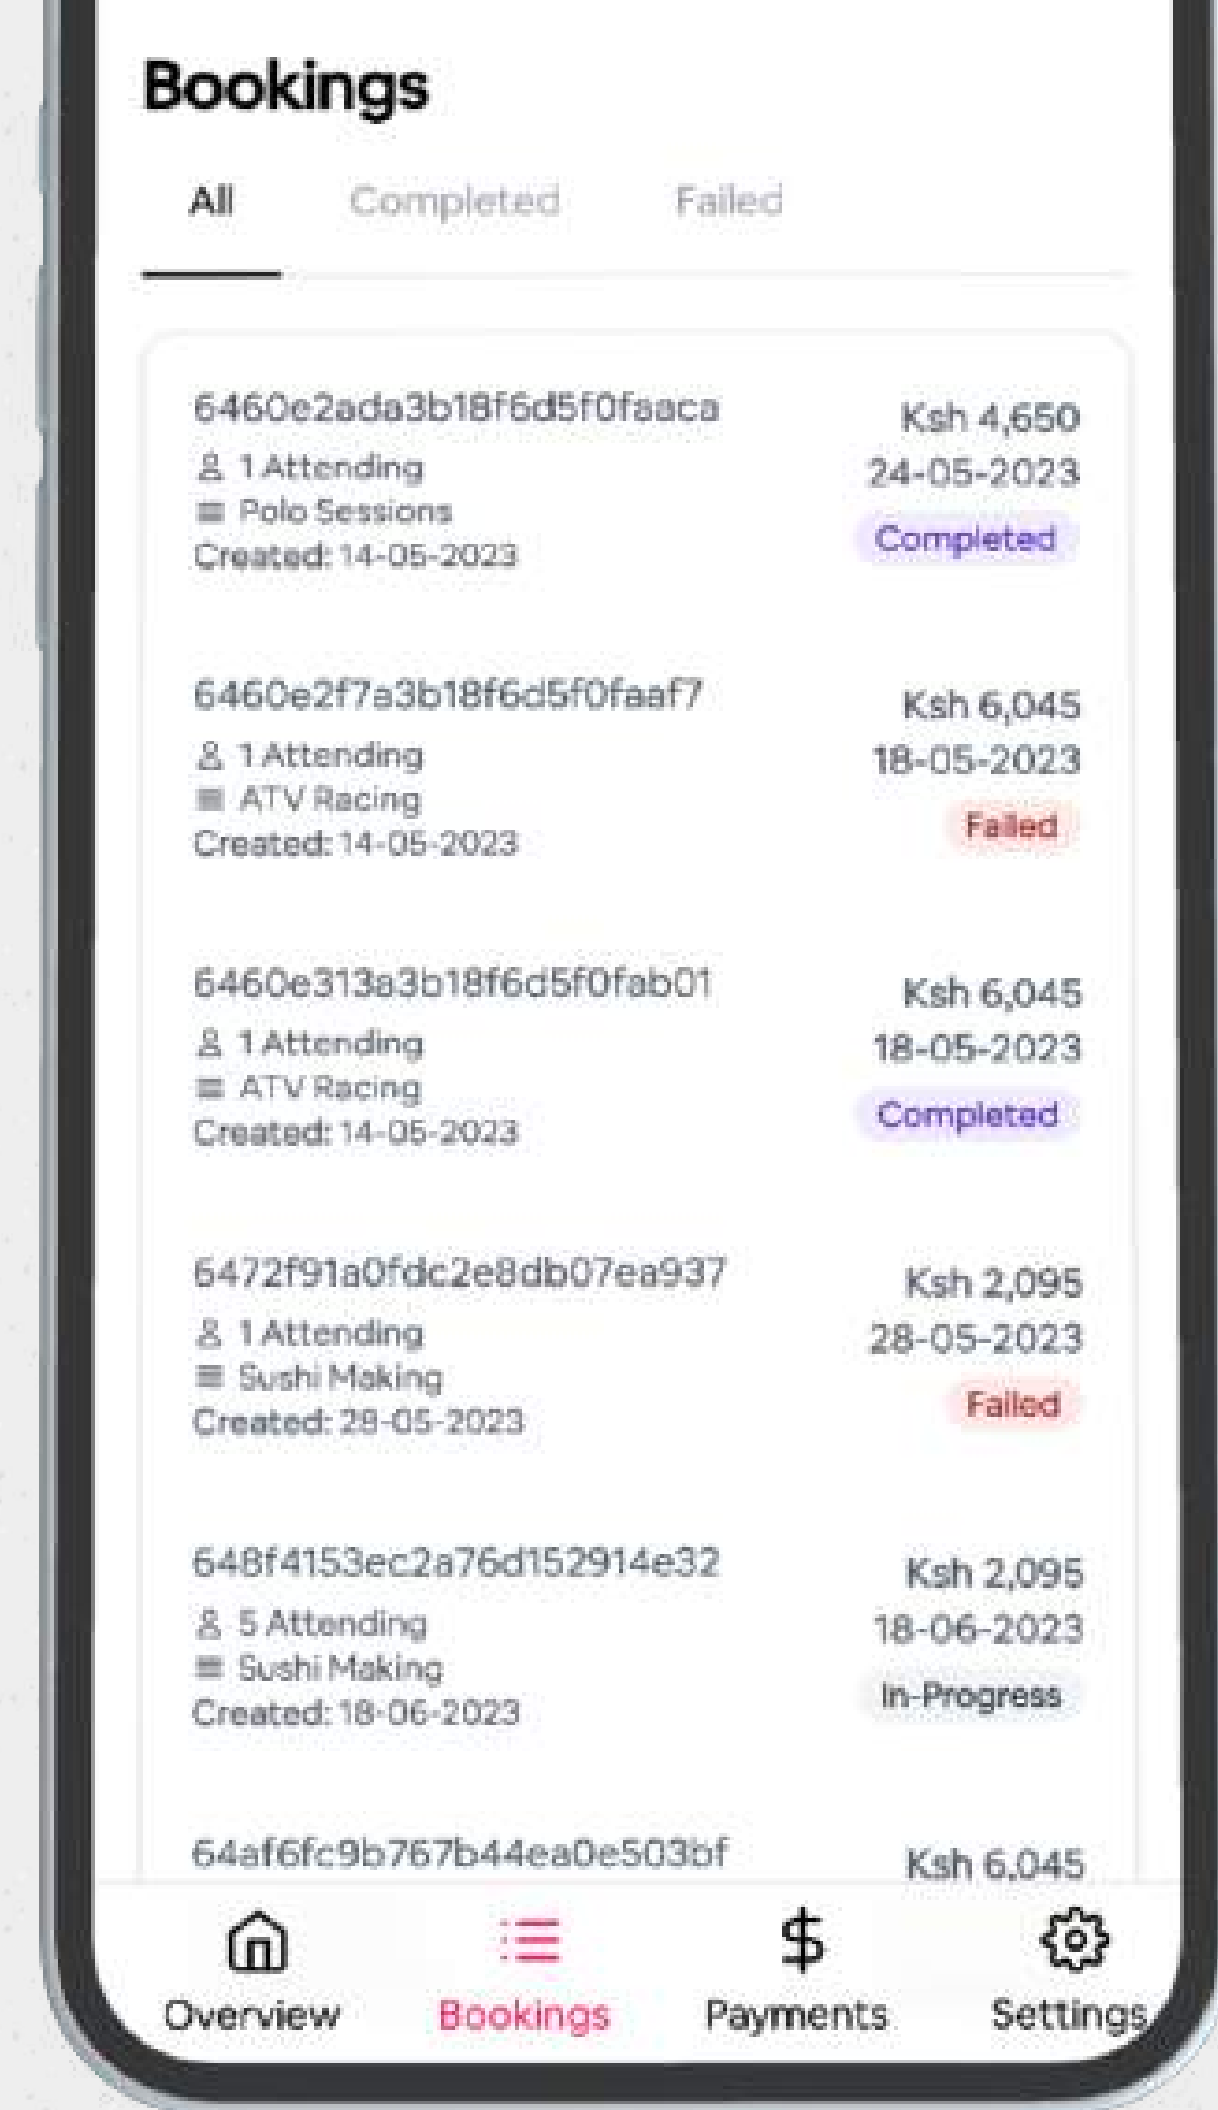 Bookings
All Completed Failed
6460e2ada3b18f6d5f0faaca
Ksh 4,650
1 Attending
24-05-2023
Polo Sessions
Completed
Created: 14-05-2023
6460e2f7a3b18f6d5f0faaf7
Ksh 6,045
1 Attending
18-05-2023
ATV Racing
Failed
Created: 14-05-2023
6460e313a3b18f6d5f0fab01
Ksh 6,045
1 Attending
18-05-2023
ATV Racing
Completed
Created: 14-05-2023
6472f91a0fdc2e8db07ea937
Ksh 2,095
1 Attending
28-05-2023
Sushi Making
Failed
Created: 28-05-2023
648f4153ec2a76d152914e32
Ksh 2,095
5 Attending
18-06-2023
Sushi Making
In-Progress
Created: 18-06-2023
64af6fc9b767b44ea0e503bf
Ksh 6,045
Overview Bookings Payments Settings